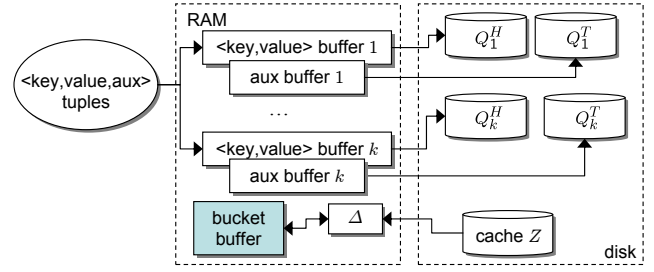 RAM
<key,value> buffer 1
aux buffer 1
Q_1^H
Q_1^T
<key,value,aux>
tuples
...
<key,value> buffer k
aux buffer k
Q_k^H
Q_k^T
bucket
buffer
Δ
cache Z
disk